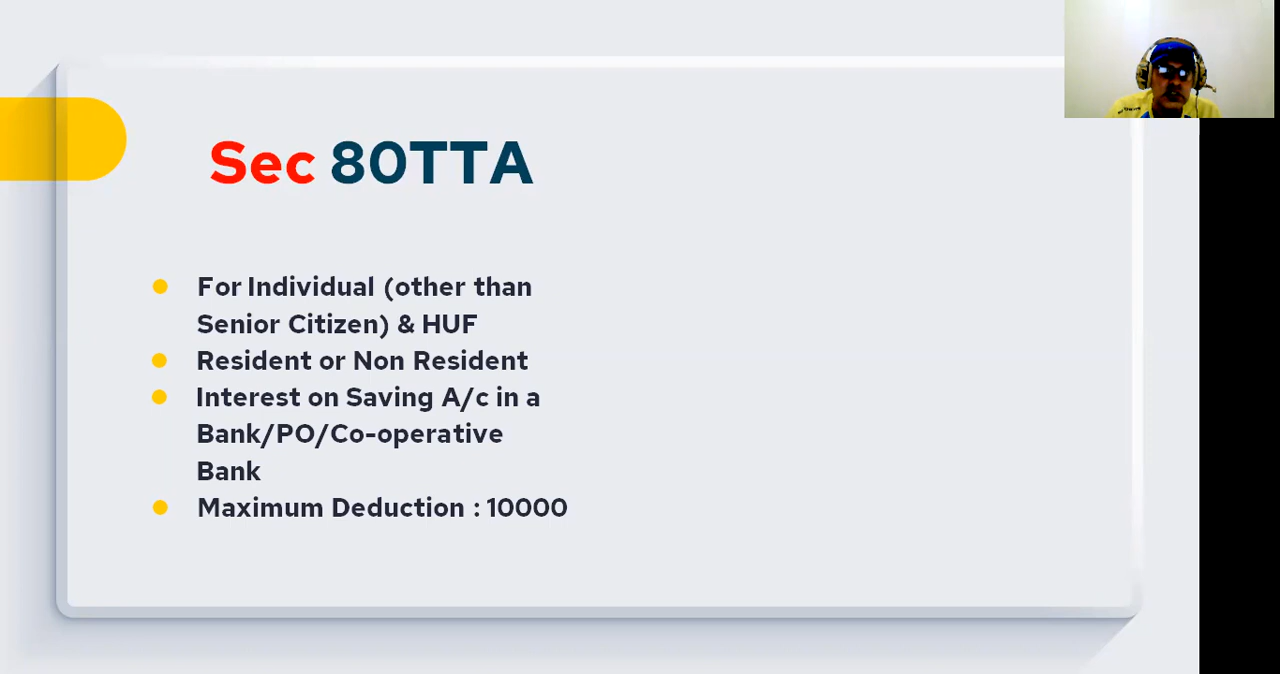 Sec 80TTA
For Individual (other than
Senior Citizen) & HUF
Resident or Non Resident
Interest on Saving A/c in a
Bank/PO/Co-operative
Bank
Maximum Deduction : 10000